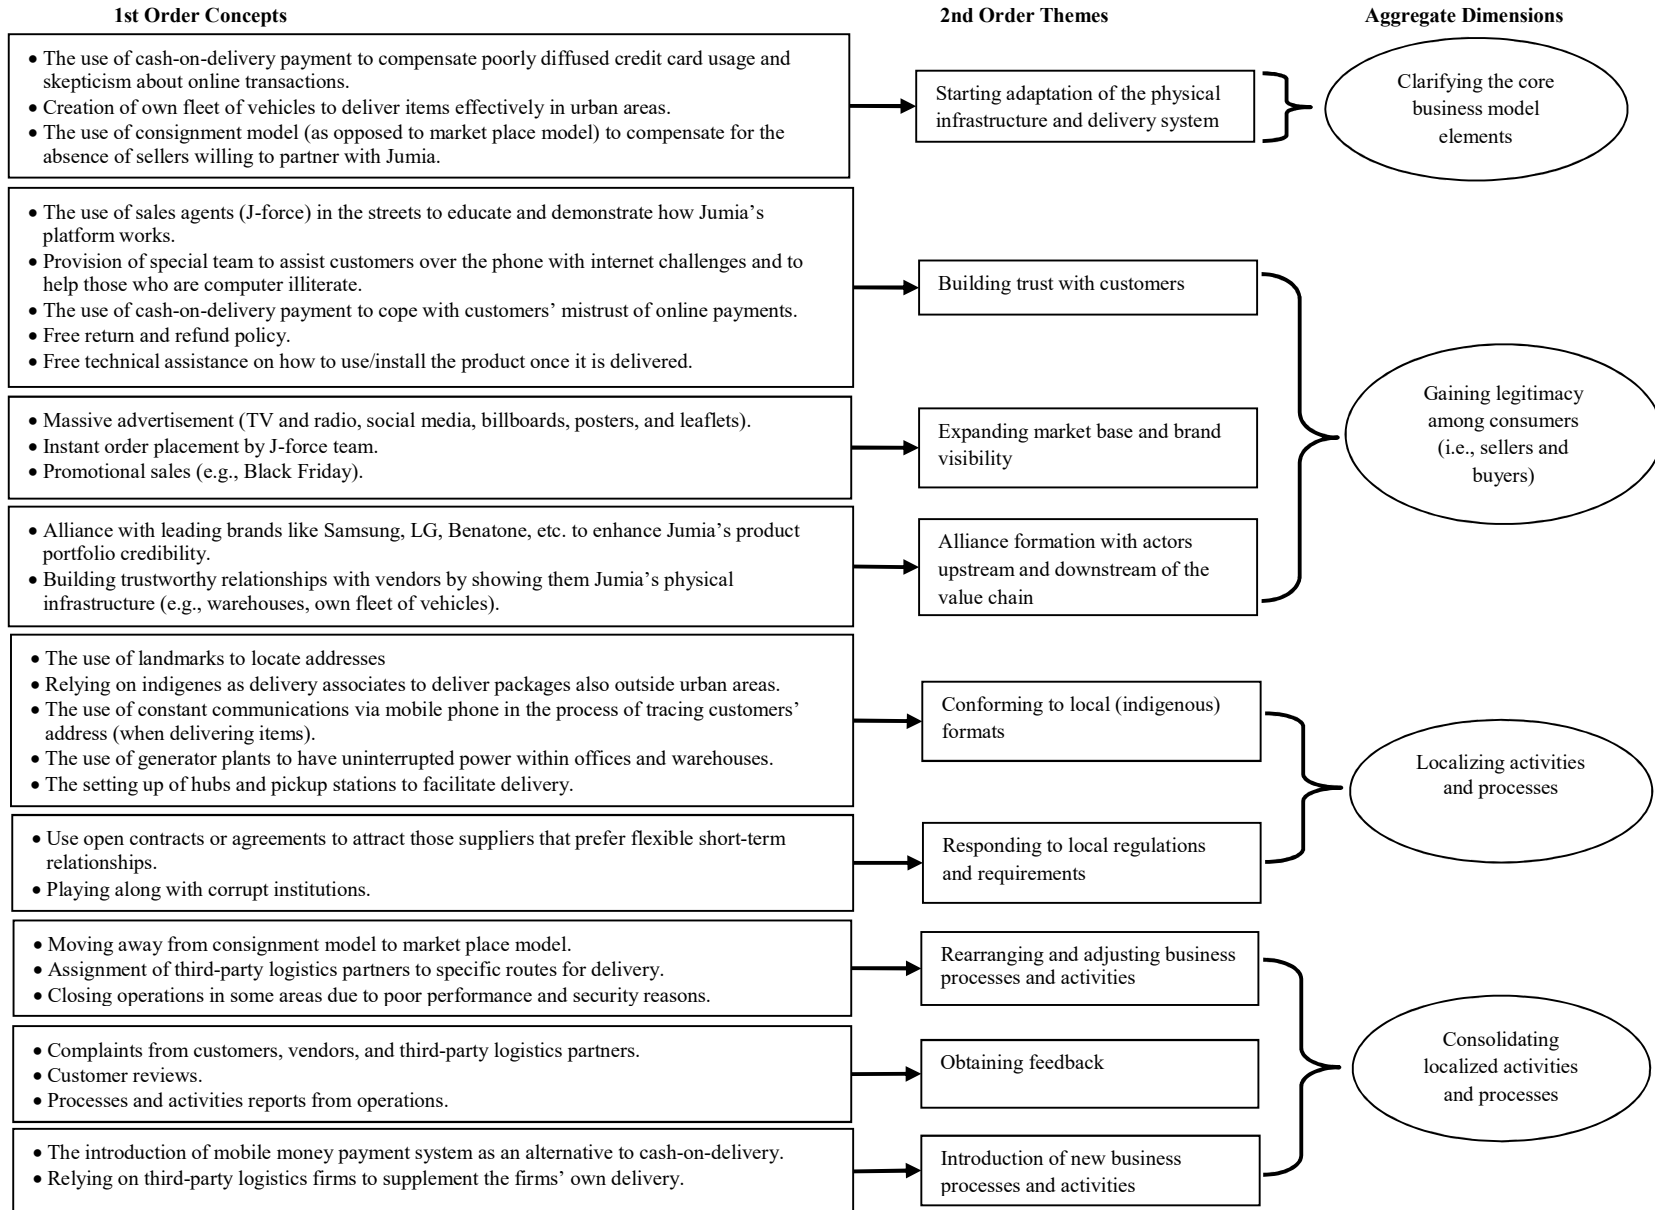 1st Order Concepts
2nd Order Themes
Aggregate Dimensions
• The use of cash-on-delivery payment to compensate poorly diffused credit card usage and
skepticism about online transactions.
• Creation of own fleet of vehicles to deliver items effectively in urban areas.
• The use of consignment model (as opposed to market place model) to compensate for the
absence of sellers willing to partner with Jumia.
Starting adaptation of the physical
infrastructure and delivery system
Clarifying the core
business model
elements
• The use of sales agents (J-force) in the streets to educate and demonstrate how Jumia’s
platform works.
• Provision of special team to assist customers over the phone with internet challenges and to
help those who are computer illiterate.
• The use of cash-on-delivery payment to cope with customers’ mistrust of online payments.
• Free return and refund policy.
• Free technical assistance on how to use/install the product once it is delivered.
Building trust with customers
• Massive advertisement (TV and radio, social media, billboards, posters, and leaflets).
• Instant order placement by J-force team.
• Promotional sales (e.g., Black Friday).
Expanding market base and brand
visibility
• Alliance with leading brands like Samsung, LG, Benatone, etc. to enhance Jumia’s product
portfolio credibility.
• Building trustworthy relationships with vendors by showing them Jumia’s physical
infrastructure (e.g., warehouses, own fleet of vehicles).
Alliance formation with actors
upstream and downstream of the
value chain
Gaining legitimacy
among consumers
(i.e., sellers and
buyers)
• The use of landmarks to locate addresses
• Relying on indigenes as delivery associates to deliver packages also outside urban areas.
• The use of constant communications via mobile phone in the process of tracing customers’
address (when delivering items).
• The use of generator plants to have uninterrupted power within offices and warehouses.
• The setting up of hubs and pickup stations to facilitate delivery.
Conforming to local (indigenous)
formats
• Use open contracts or agreements to attract those suppliers that prefer flexible short-term
relationships.
• Playing along with corrupt institutions.
Responding to local regulations
and requirements
Localizing activities
and processes
• Moving away from consignment model to market place model.
• Assignment of third-party logistics partners to specific routes for delivery.
• Closing operations in some areas due to poor performance and security reasons.
Rearranging and adjusting business
processes and activities
• Complaints from customers, vendors, and third-party logistics partners.
• Customer reviews.
• Processes and activities reports from operations.
Obtaining feedback
• The introduction of mobile money payment system as an alternative to cash-on-delivery.
• Relying on third-party logistics firms to supplement the firms’ own delivery.
Introduction of new business
processes and activities
Consolidating
localized activities
and processes